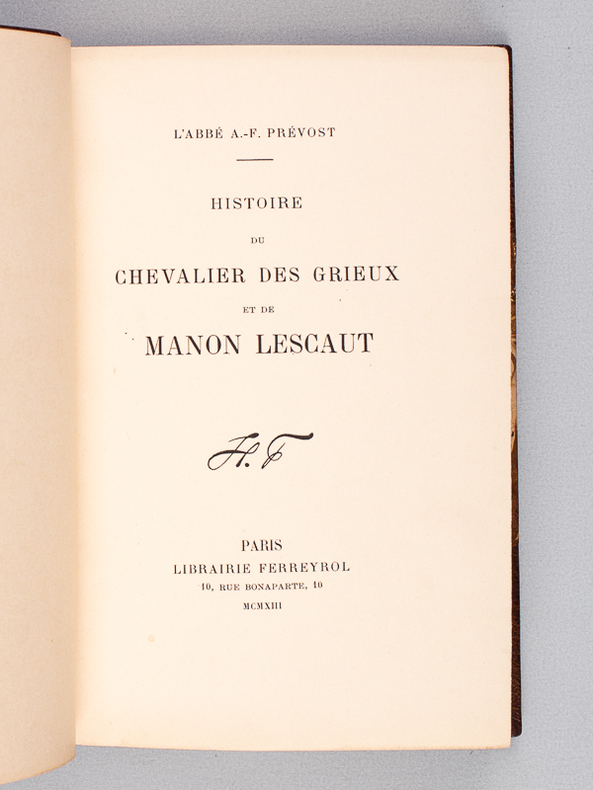 L'ABBÉ A.-F. PRÉVOST
HISTOIRE
DU
CHEVALIER DES GRIEUX
ET DE
MANON LESCAUT
H. F
PARIS
LIBRAIRIE FERREYROL
10, RUE BONAPARTE, 10
MCMXIII